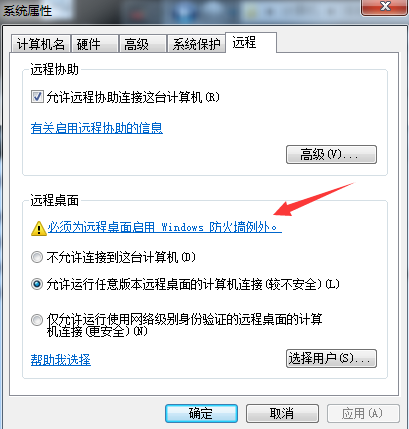 系统属性
计算机名 硬件 高级 系统保护 远程
远程协助
允许远程协助连接这台计算机(R)
有关启用远程协助的信息
高级(V)...
远程桌面
必须为远程桌面启用 Windows 防火墙例外。
不允许连接到这台计算机(D)
允许运行任意版本远程桌面的计算机连接(较不安全)(L)
仅允许运行使用网络级别身份验证的远程桌面的计算
机连接(更安全)(N)
帮助我选择
选择用户(S)...
确定 取消 应用(A)